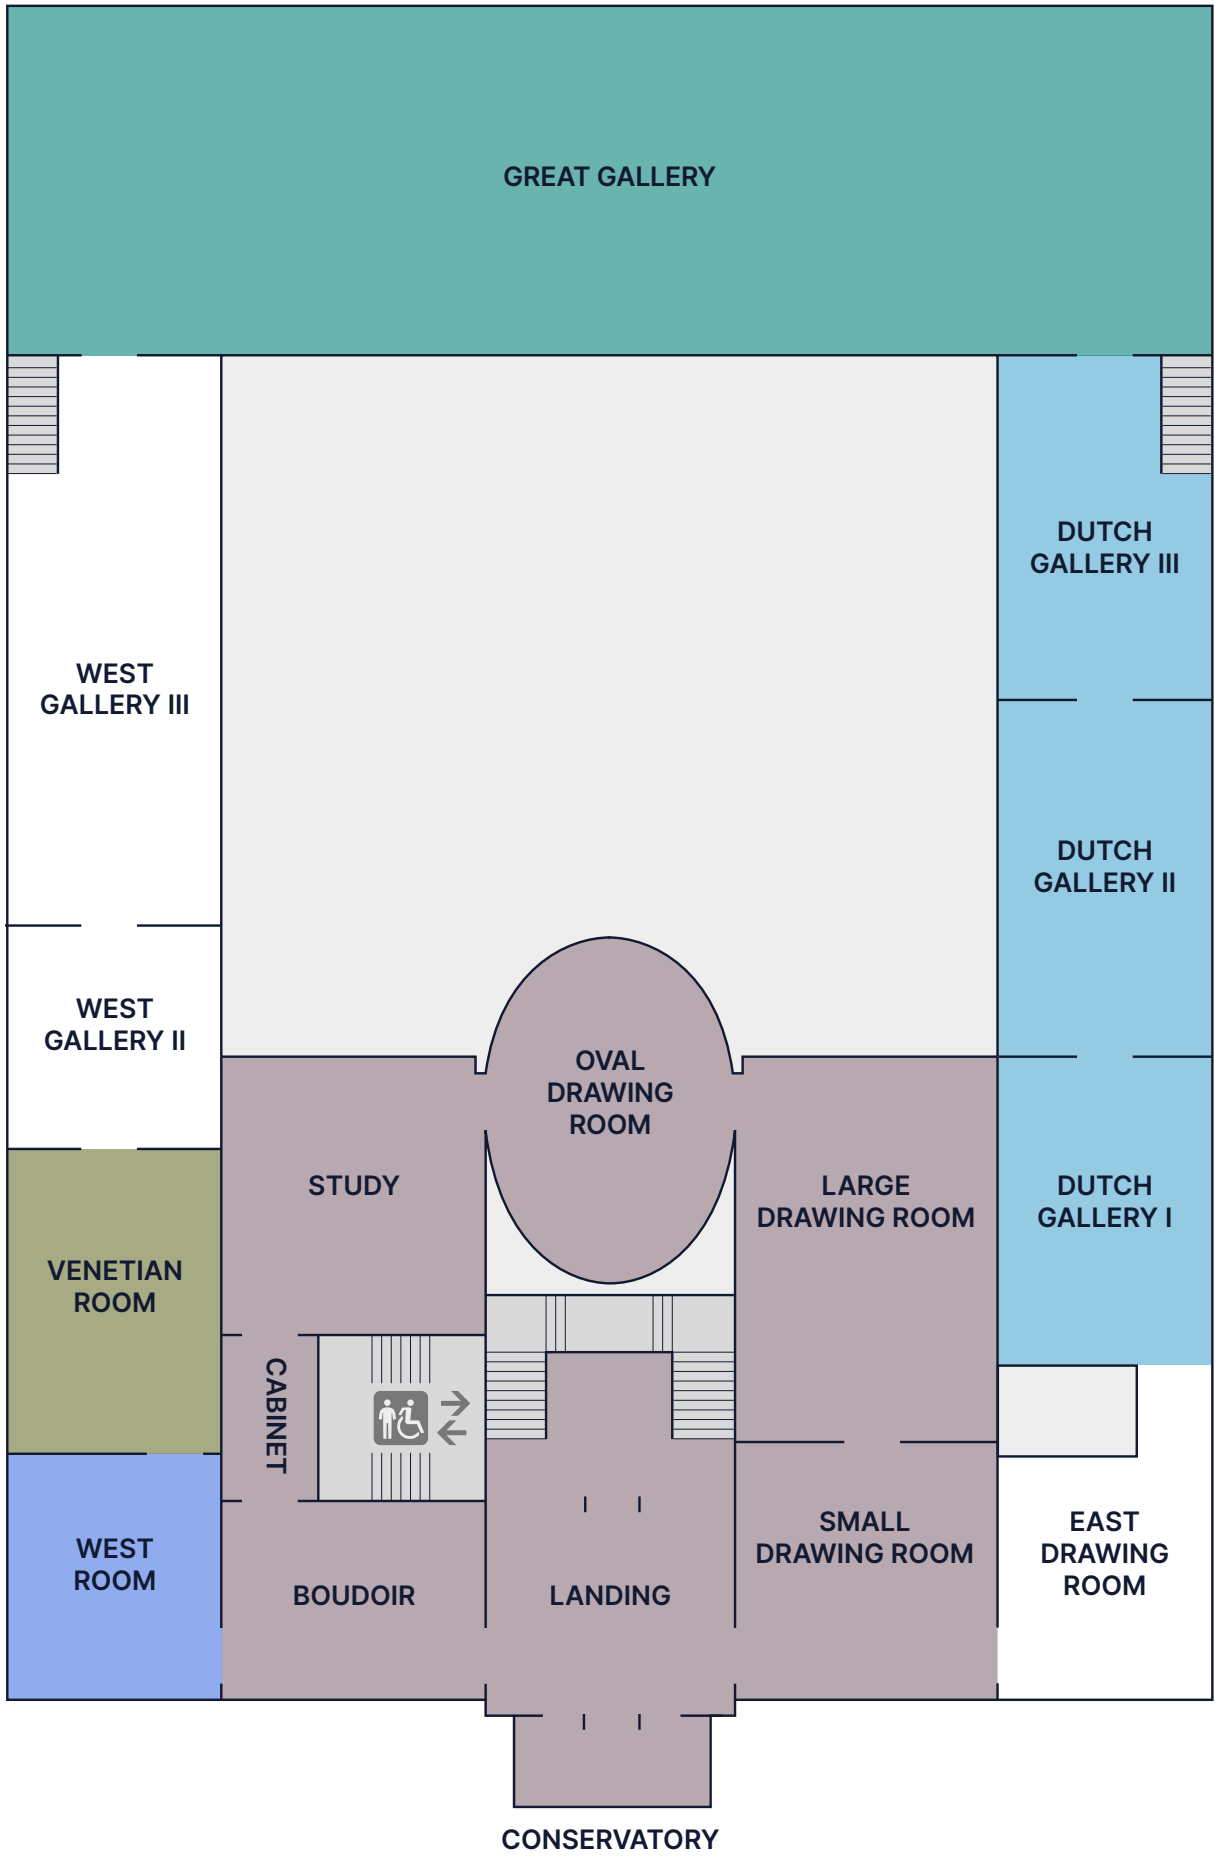 GREAT GALLERY
DUTCH
GALLERY III
WEST
GALLERY III
DUTCH
GALLERY II
WEST
GALLERY II
OVAL
DRAWING
ROOM
STUDY
LARGE
DRAWING ROOM
DUTCH
GALLERY I
VENETIAN
ROOM
CABINET
WEST
ROOM
BOUDOIR
LANDING
SMALL
DRAWING ROOM
EAST
DRAWING
ROOM
CONSERVATORY